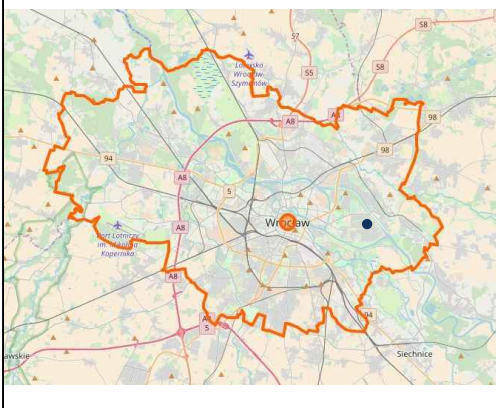 S8
S7
Lotnisko
Wrocław-
Szymanów
S5
S8
A8
98
A8
98
94
A8
5
Wrocław
Port Lotniczy
im. Mikołaja
Kopernika
A8
A8
94
5
Siechnice